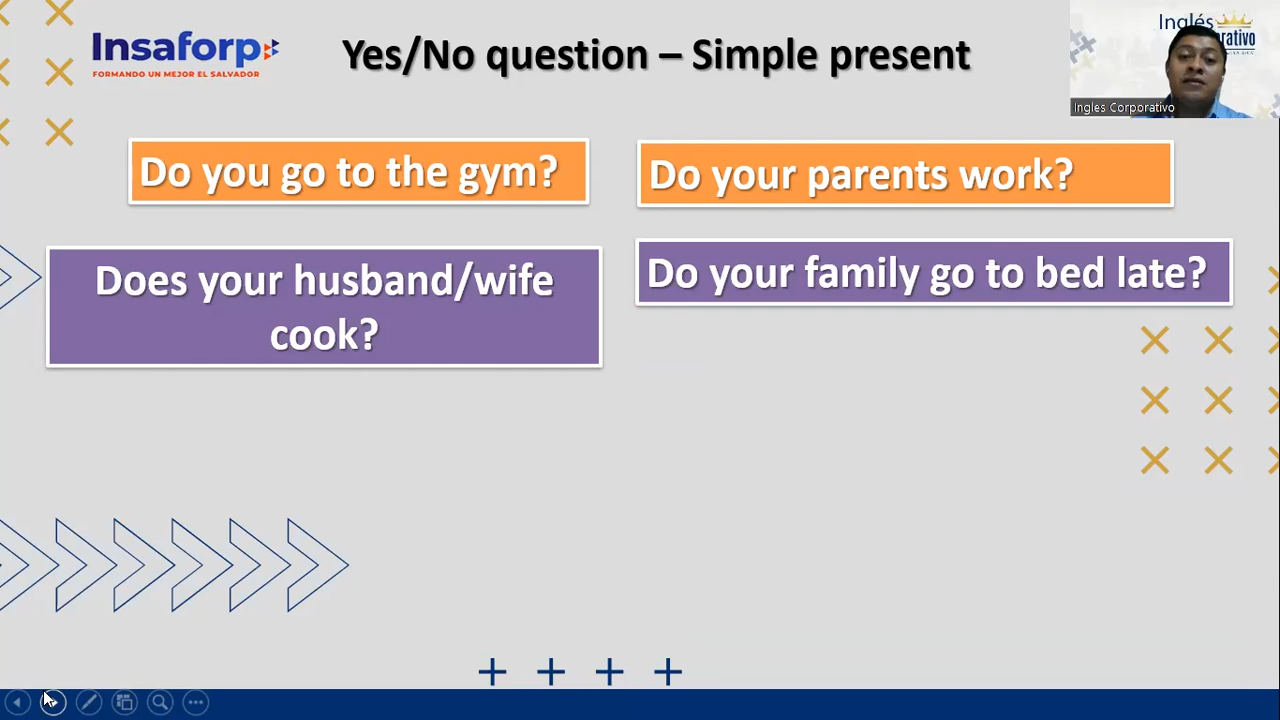 Insaforp
FORMANDO UN MEJOR EL SALVADOR
Yes/No question – Simple present
Inglés
Ingles Corporativo
Do you go to the gym?
Do your parents work?
Does your husband/wife
cook?
Do your family go to bed late?